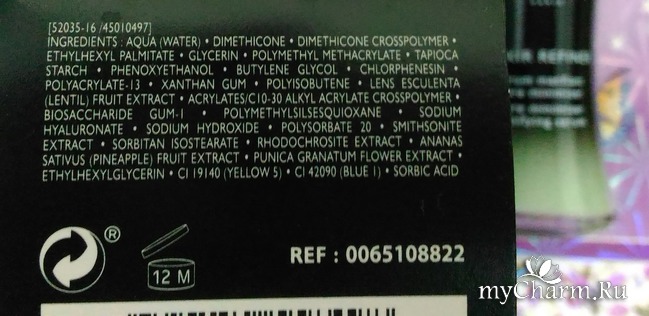 [52035-16 /45010497]
INGREDIENTS : AQUA (WATER) • DIMETHICONE • DIMETHICONE CROSSPOLYMER •
ETHYLHEXYL PALMITATE • GLYCERIN • POLYMETHYL METHACRYLATE • TAPIOCA
STARCH • PHENOXYETHANOL • BUTYLENE GLYCOL • CHLORPHENESIN •
POLYACRYLATE-13 • XANTHAN GUM • POLYISOBUTENE • LENS ESCULENTA
(LENTIL) FRUIT EXTRACT • ACRYLATES/C10-30 ALKYL ACRYLATE CROSSPOLYMER •
BIOSACCHARIDE GUM-1 • POLYMETHYLSILSESQUIOXANE • SODIUM
HYALURONATE • SODIUM HYDROXIDE • POLYSORBATE 20 • SMITHSONITE
EXTRACT • SORBITAN ISOSTEARATE • RHODOCHROSITE EXTRACT • ANANAS
SATIVUS (PINEAPPLE) FRUIT EXTRACT • PUNICA GRANATUM FLOWER EXTRACT •
ETHYLHEXYLGLYCERIN • CI 19140 (YELLOW 5) • CI 42090 (BLUE 1) • SORBIC ACID
®
12 M
REF : 0065108822
myCharm.Ru